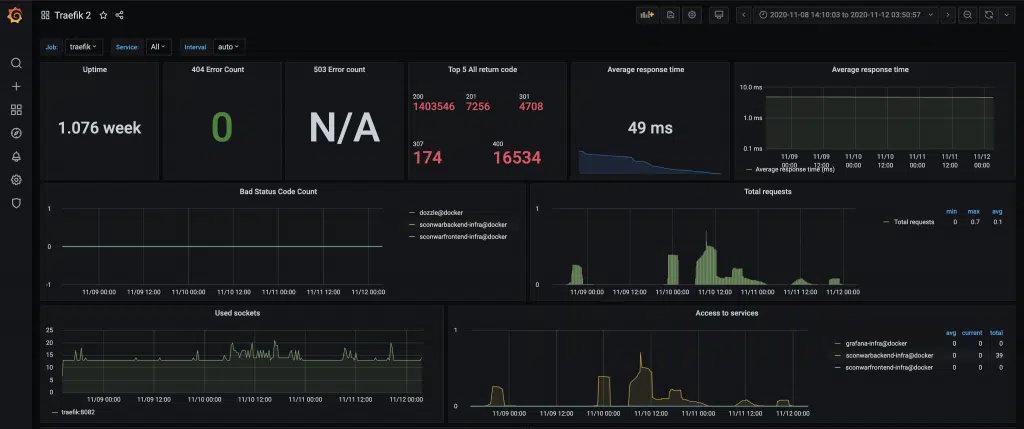 Traefik 2
2020-11-08 14:10:03 to 2020-11-12 03:50:57
Job: traefik Service: All Interval auto
Uptime
1.076 week
404 Error Count
0
503 Error count
N/A
Top 5 All return code
200 201 301
1403546 7256 4708
307 400
174 16534
Average response time
49 ms
Average response time
10.0 ms
1.0 ms
0.1 ms
11/09 11/09 11/10 11/10 11/11 11/11 11/12
00:00 12:00 00:00 12:00 00:00 12:00 00:00
Average response time (ms)
Bad Status Code Count
1
0
-1
11/09 00:00 11/09 12:00 11/10 00:00 11/10 12:00 11/11 00:00 11/11 12:00 11/12 00:00
dozzle@docker
sconwarbackend-infra@docker
sconwarfrontend-infra@docker
Total requests
1
0
11/09 00:00 11/09 12:00 11/10 00:00 11/10 12:00 11/11 00:00 11/11 12:00 11/12 00:00
min max avg
Total requests 0 0.7 0.1
Used sockets
25
20
15
10
5
0
11/09 00:00 11/09 12:00 11/10 00:00 11/10 12:00 11/11 00:00 11/11 12:00 11/12 00:00
traefik:8082
Access to services
1
0
11/09 00:00 11/09 12:00 11/10 00:00 11/10 12:00 11/11 00:00 11/11 12:00 11/12 00:00
avg current total
grafana-infra@docker 0 0 0
sconwarbackend-infra@docker 0 0 39
sconwarfrontend-infra@docker 0 0 0